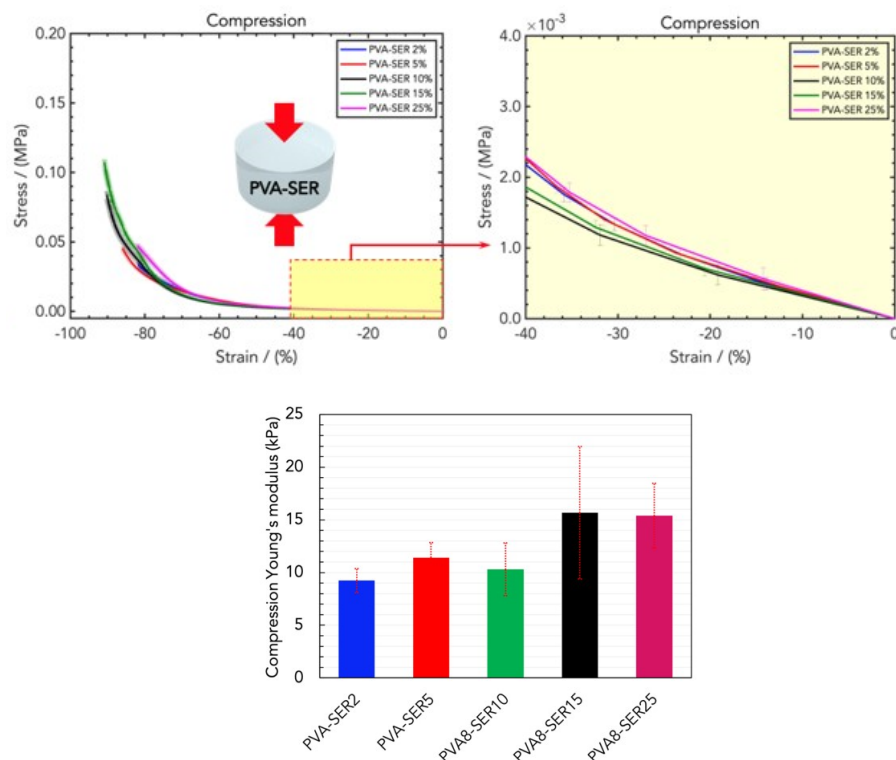 Compression
0.20
0.15
0.10
0.05
0.00
Stress / (MPa)
PVA-SER 2%
PVA-SER 5%
PVA-SER 10%
PVA-SER 15%
PVA-SER 25%
PVA-SER
-100 -80 -60 -40 -20 0
Strain / (%)
Compression
4.0 ×10⁻³
3.0
2.0
1.0
0.0
Stress / (MPa)
PVA-SER 2%
PVA-SER 5%
PVA-SER 10%
PVA-SER 15%
PVA-SER 25%
-40 -30 -20 -10 0
Strain / (%)
Compression Young's modulus (kPa)
25
20
15
10
5
0
PVA-SER2
PVA-SER5
PVA8-SER10
PVA8-SER15
PVA8-SER25